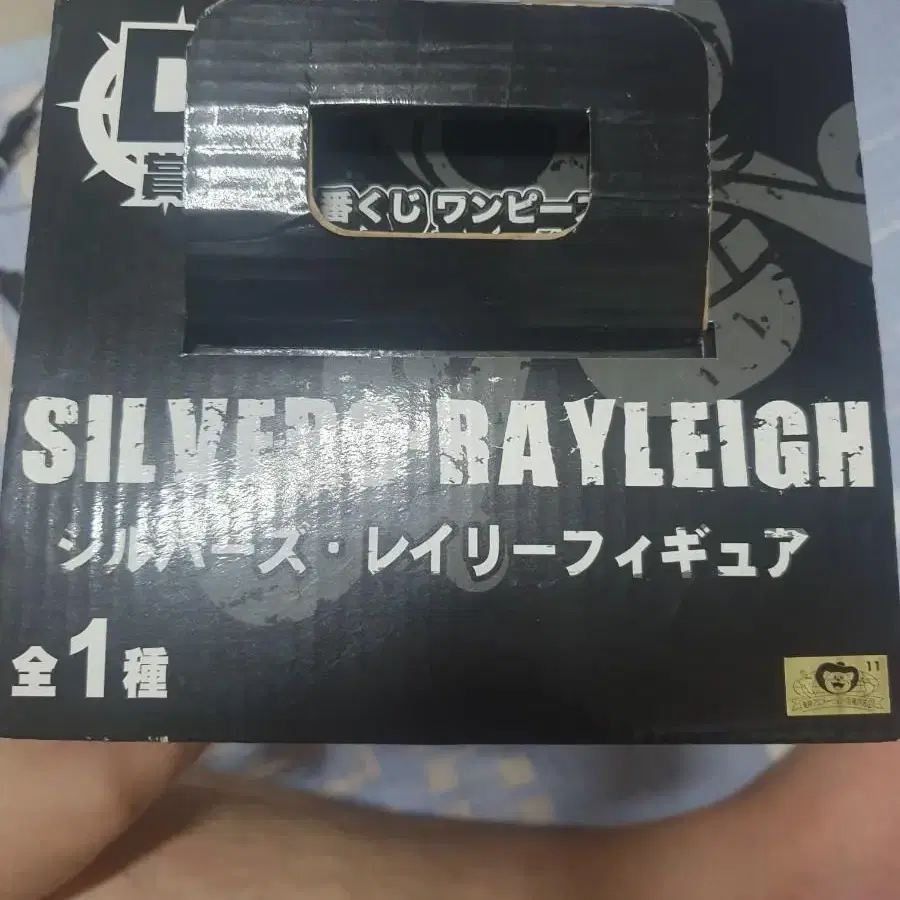 賞
番くじ ワンピー
SILVERS RAYLEIGH
シルバーズ・レイリーフィギュア
全1種
11